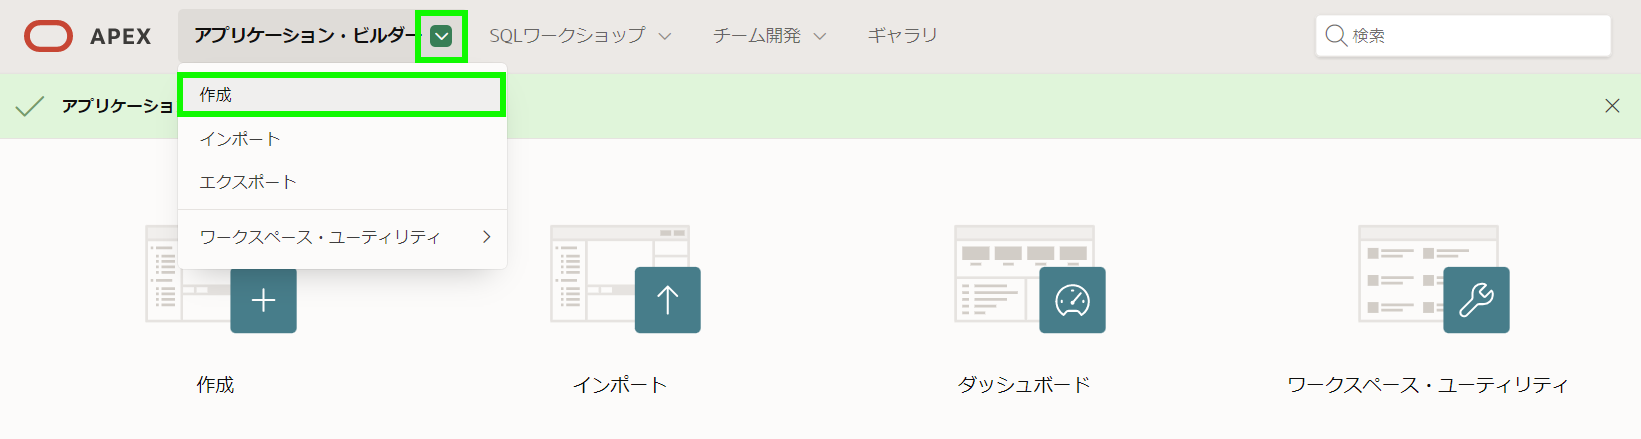 APEX アプリケーション・ビルダー SQLワークショップ チーム開発 ギャラリ 検索
作成
アプリケーショ
インポート
エクスポート
ワークスペース・ユーティリティ
作成 インポート ダッシュボード ワークスペース・ユーティリティ